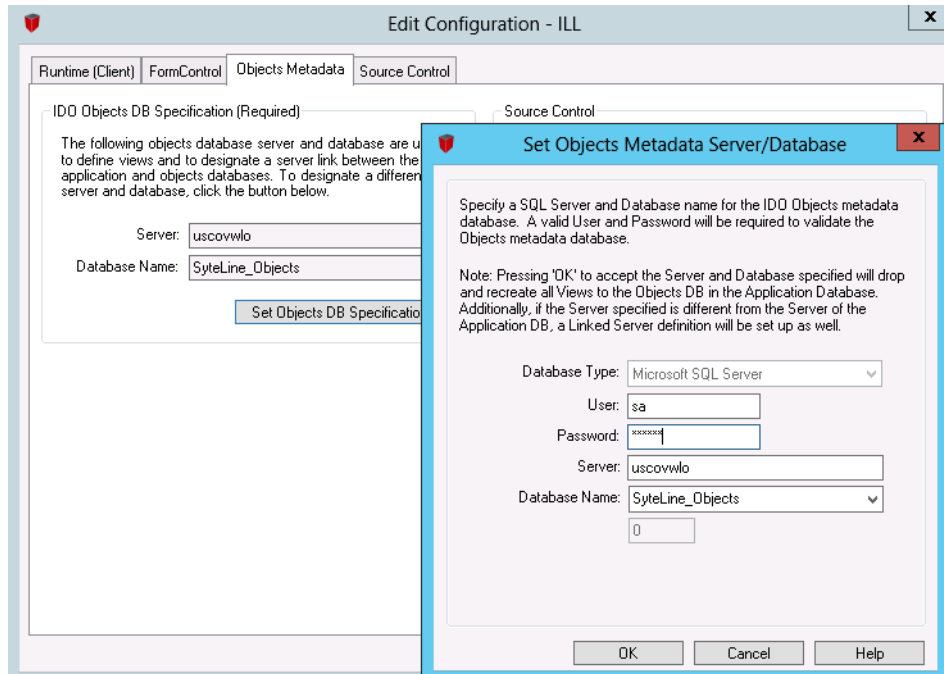 Edit Configuration - ILL
x
Runtime (Client)
FormControl
Objects Metadata
Source Control
IDO Objects DB Specification (Required)
The following objects database server and database are u
to define views and to designate a server link between the
application and objects databases. To designate a differen
server and database, click the button below.
Server: uscovwlo
Database Name: SyteLine_Objects
Set Objects DB Specificatio
Source Control
Set Objects Metadata Server/Database
x
Specify a SQL Server and Database name for the IDO Objects metadata
database. A valid User and Password will be required to validate the
Objects metadata database.
Note: Pressing 'OK' to accept the Server and Database specified will drop
and recreate all Views to the Objects DB in the Application Database.
Additionally, if the Server specified is different from the Server of the
Application DB, a Linked Server definition will be set up as well.
Database Type: Microsoft SQL Server
User: sa
Password: ******
Server: uscovwlo
Database Name: SyteLine_Objects
0
OK
Cancel
Help